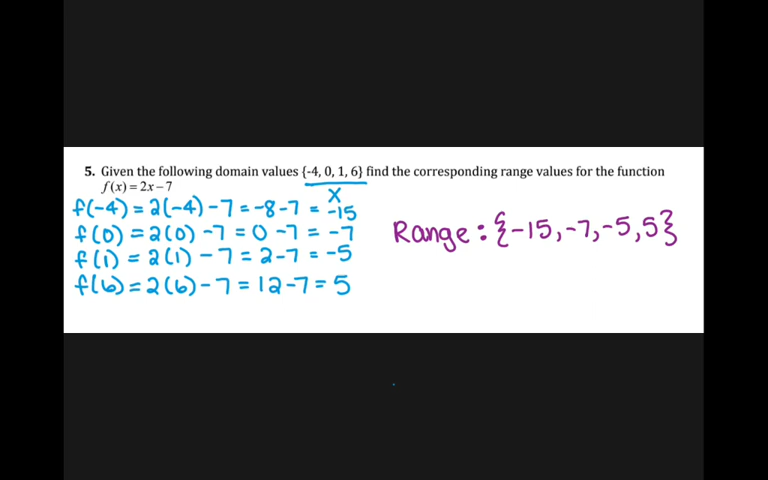 5. Given the following domain values {-4, 0, 1, 6} find the corresponding range values for the function
f(x) = 2x – 7
x
f(-4) = 2(-4) - 7 = -8 - 7 = -15
f(0) = 2(0) - 7 = 0 - 7 = -7
f(1) = 2(1) - 7 = 2 - 7 = -5
f(6) = 2(6) - 7 = 12 - 7 = 5
Range: {-15, -7, -5, 5}